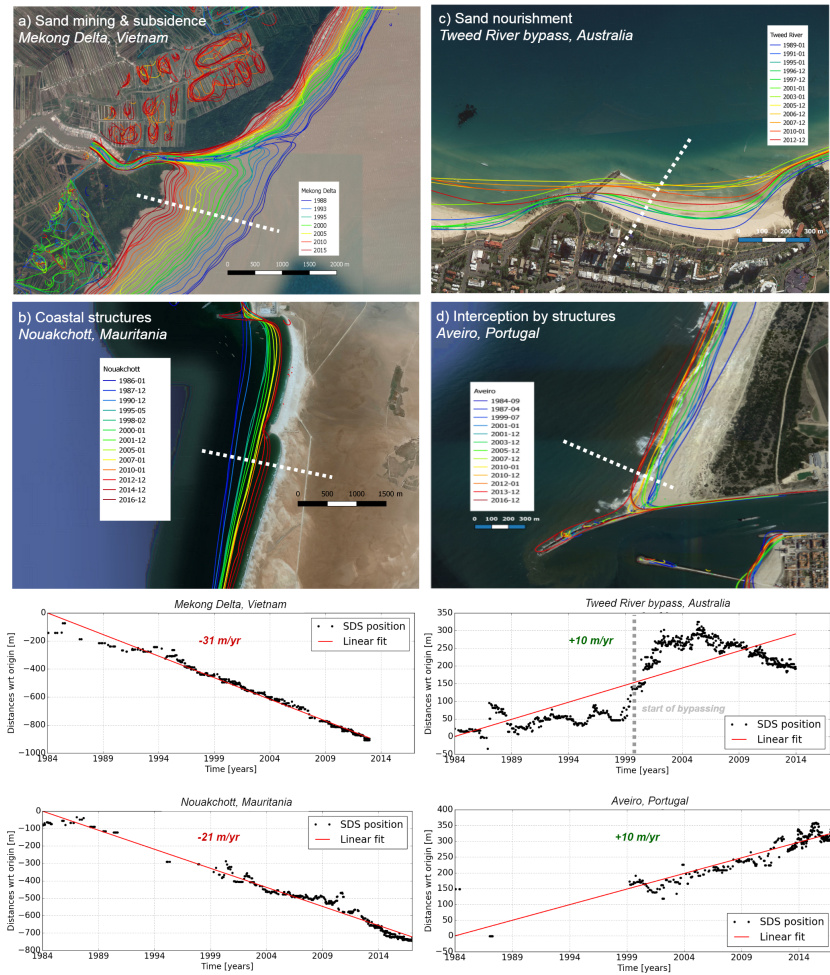 a) Sand mining & subsidence
Mekong Delta, Vietnam
Mekong Delta
1988
1993
1995
2000
2005
2010
2015
0 500 1000 1500 2000 m
c) Sand nourishment
Tweed River bypass, Australia
Tweed River
1989-01
1991-01
1995-01
1996-12
1997-12
2001-01
2003-01
2005-12
2006-12
2007-12
2010-01
2012-12
0 100 200 300 m
b) Coastal structures
Nouakchott, Mauritania
Nouakchott
1986-01
1987-12
1990-12
1995-05
1998-02
2000-01
2001-12
2005-01
2007-01
2010-01
2012-12
2014-12
2016-12
0 500 1000 1500 m
d) Interception by structures
Aveiro, Portugal
Aveiro
1984-09
1987-04
1999-07
2001-01
2001-12
2003-12
2005-12
2007-12
2010-01
2010-12
2012-01
2013-12
2016-12
0 100 200 300 m
Mekong Delta, Vietnam
Distances wrt origin [m]
0
−200
−400
−600
−800
−1000
-31 m/yr
SDS position
Linear fit
1984 1989 1994 1999 2004 2009 2014
Time [years]
Tweed River bypass, Australia
Distances wrt origin [m]
350
300
250
200
150
100
50
0
−50
+10 m/yr
start of bypassing
SDS position
Linear fit
1984 1989 1994 1999 2004 2009 2014
Time [years]
Nouakchott, Mauritania
Distances wrt origin [m]
0
−100
−200
−300
−400
−500
−600
−700
−800
-21 m/yr
SDS position
Linear fit
1984 1989 1994 1999 2004 2009 2014
Time [years]
Aveiro, Portugal
Distances wrt origin [m]
400
350
300
250
200
150
100
50
0
−50
+10 m/yr
SDS position
Linear fit
1984 1989 1994 1999 2004 2009 2014
Time [years]